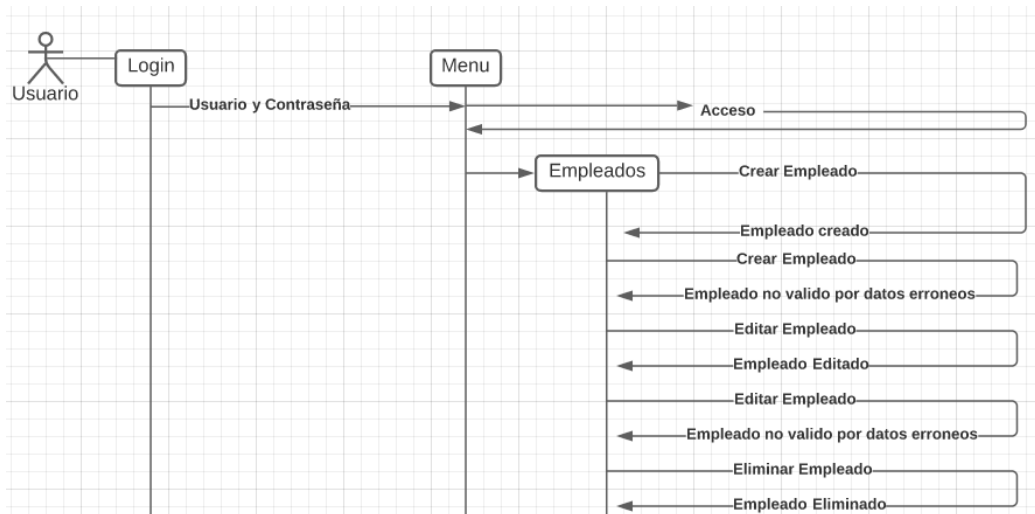 Usuario
Login
Menu
Usuario y Contraseña
Acceso
Empleados
Crear Empleado
Empleado creado
Crear Empleado
Empleado no valido por datos erroneos
Editar Empleado
Empleado Editado
Editar Empleado
Empleado no valido por datos erroneos
Eliminar Empleado
Empleado Eliminado